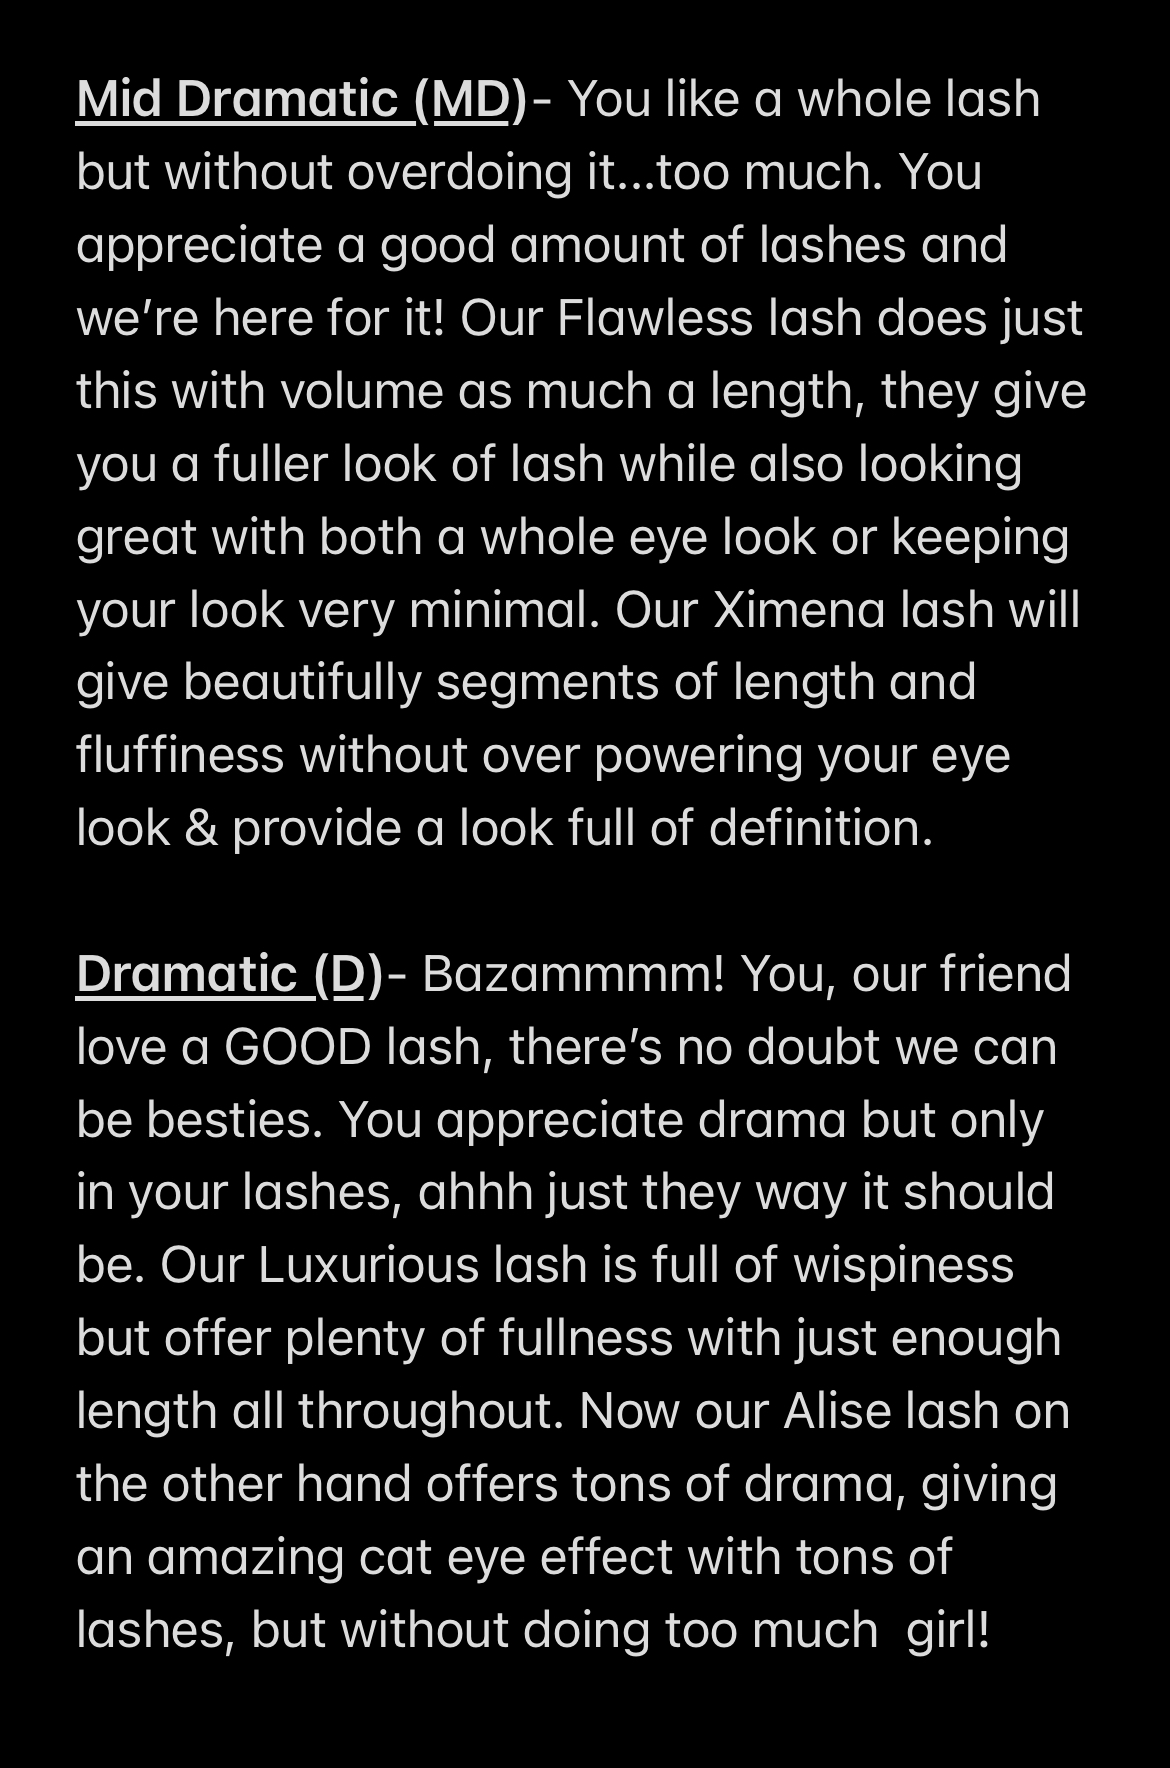 Mid Dramatic (MD)- You like a whole lash
but without overdoing it...too much. You
appreciate a good amount of lashes and
we’re here for it! Our Flawless lash does just
this with volume as much a length, they give
you a fuller look of lash while also looking
great with both a whole eye look or keeping
your look very minimal. Our Ximena lash will
give beautifully segments of length and
fluffiness without over powering your eye
look & provide a look full of definition.

Dramatic (D)- Bazammmm! You, our friend
love a GOOD lash, there’s no doubt we can
be besties. You appreciate drama but only
in your lashes, ahhh just they way it should
be. Our Luxurious lash is full of wispiness
but offer plenty of fullness with just enough
length all throughout. Now our Alise lash on
the other hand offers tons of drama, giving
an amazing cat eye effect with tons of
lashes, but without doing too much  girl!